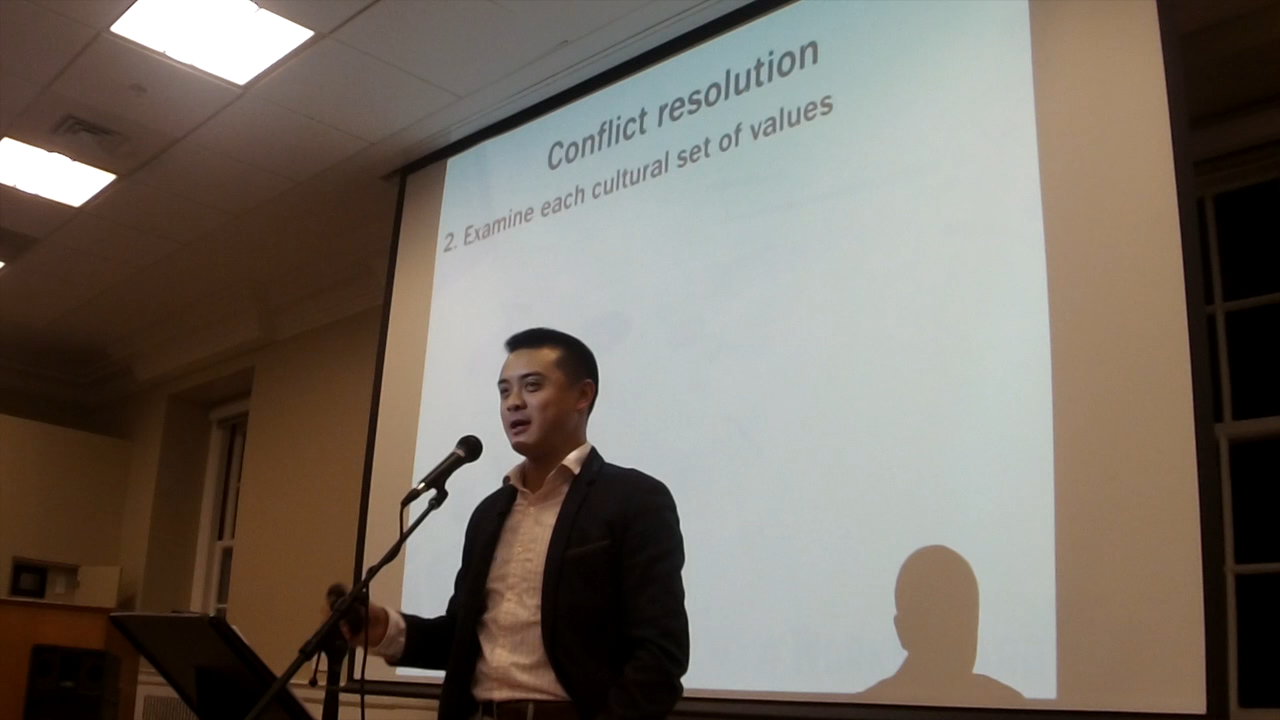 Conflict resolution
2. Examine each cultural set of values